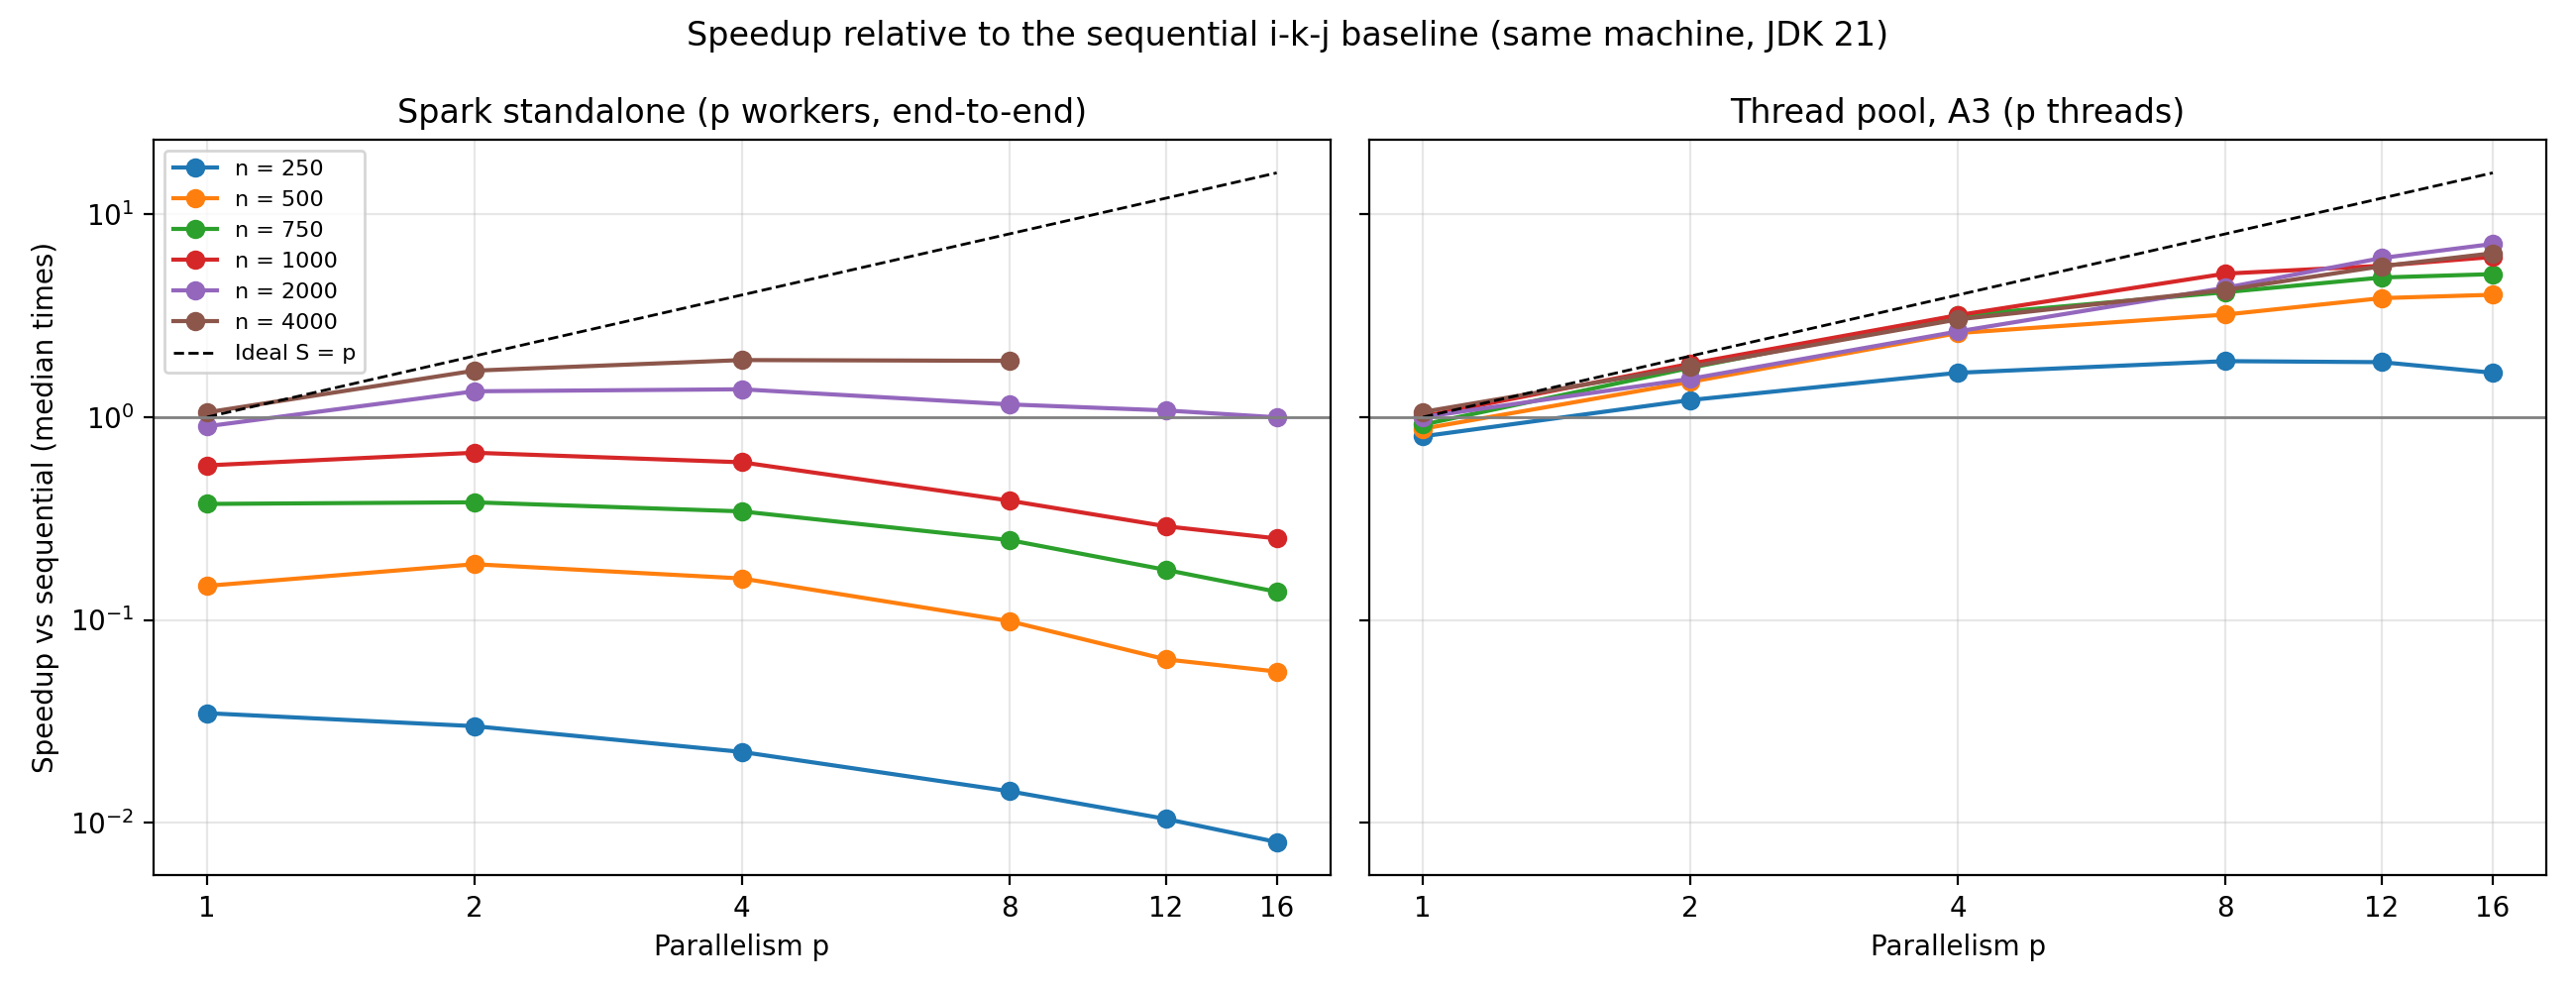 Speedup relative to the sequential i-k-j baseline (same machine, JDK 21)
Spark standalone (p workers, end-to-end)
Speedup vs sequential (median times)
10¹
10⁰
10⁻¹
10⁻²
n = 250
n = 500
n = 750
n = 1000
n = 2000
n = 4000
Ideal S = p
1 2 4 8 12 16
Parallelism p
Thread pool, A3 (p threads)
1 2 4 8 12 16
Parallelism p